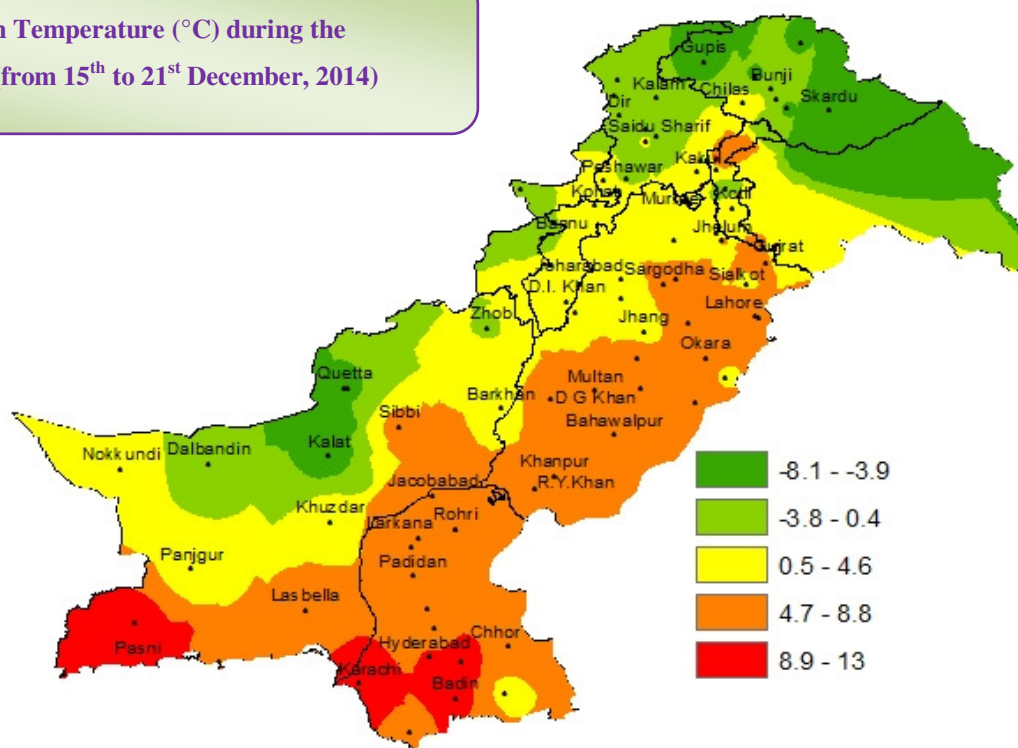 n Temperature (°C) during the
(from 15th to 21st December, 2014)
Gupis
Bunji
Kalam
Chilas
Skardu
Dir
Saidu Sharif
Peshawar
Kakul
Kohat
Murree
Kotli
Bannu
Jhelum
Gujrat
Sargodha
Sialkot
D.I. Khan
Lahore
Zhob
Jhang
Okara
Quetta
Multan
Barkhan
D G Khan
Sibbi
Bahawalpur
Kalat
Nokkundi
Dalbandin
Khanpur
Jacobabad
R.Y.Khan
Khuzdar
Larkana
Rohri
Panjgur
Padidan
Lasbella
Pasni
Hyderabad
Chhor
Karachi
Badin
-8.1 - -3.9
-3.8 - 0.4
0.5 - 4.6
4.7 - 8.8
8.9 - 13